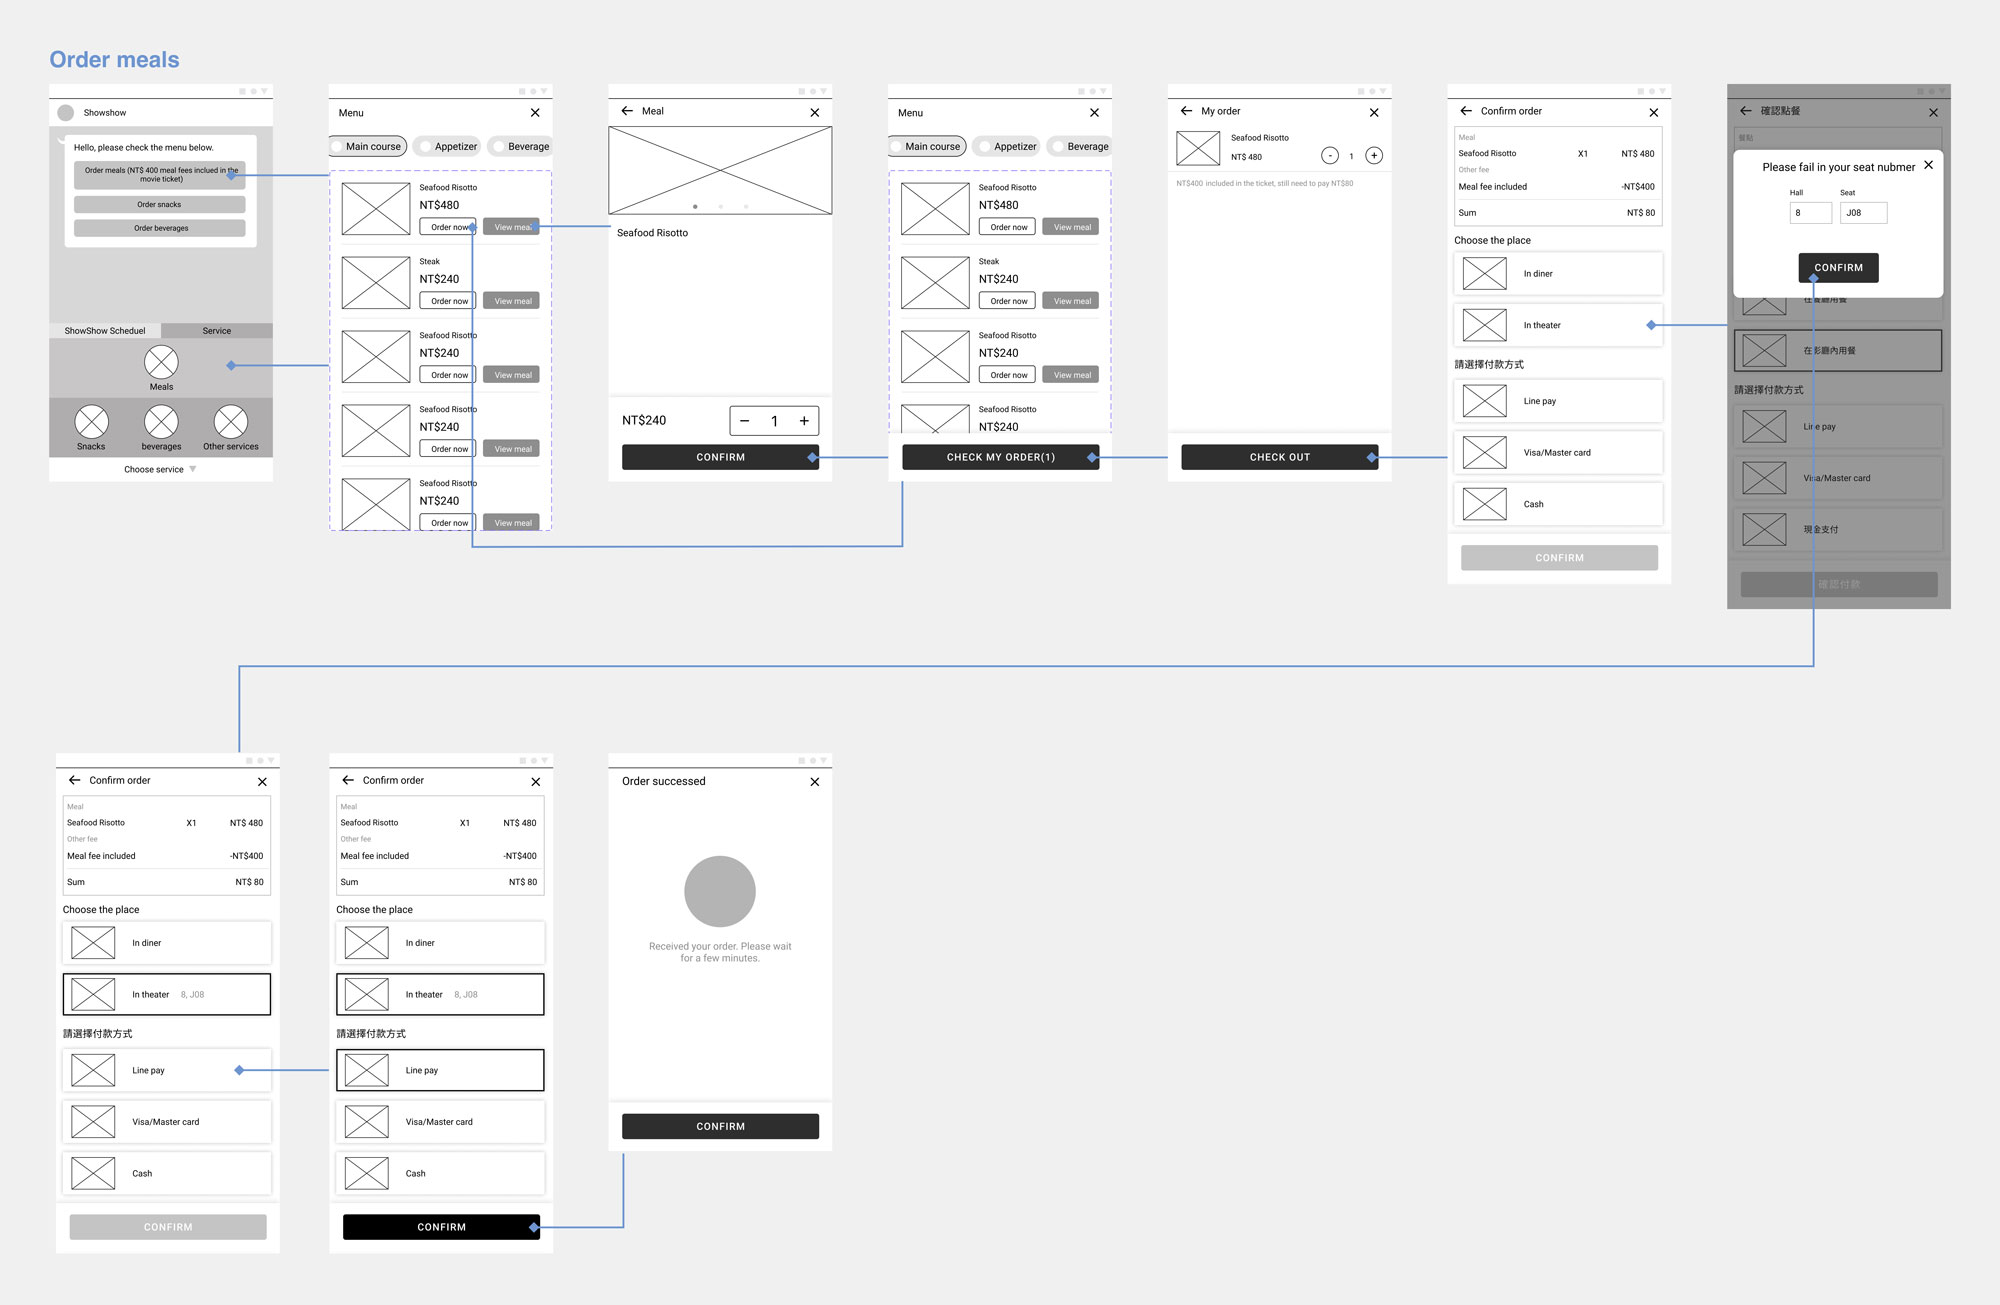 Order meals
Showshow
Hello, please check the menu below.
Order meals (NT$ 400 meal fees inclued in the
movie ticket)
Order snacks
Order beverages
ShowShow Scheduel
Service
Meals
Snacks
beverages
Other services
Choose service
Menu
Main course
Appetizer
Beverage
Seafood Risotto
NT$480
Order now
View meal
Steak
NT$240
Order now
View meal
Seafood Risotto
NT$240
Order now
View meal
Seafood Risotto
NT$240
Order now
View meal
Seafood Risotto
NT$240
Order now
View meal
Meal
Seafood Risotto
NT$240
1
CONFIRM
Menu
Main course
Appetizer
Beverage
Seafood Risotto
NT$480
Order now
View meal
Steak
NT$240
Order now
View meal
Seafood Risotto
NT$240
Order now
View meal
Seafood Risotto
NT$240
CHECK MY ORDER(1)
My order
Seafood Risotto
NT$ 480
- 1 +
NT$400 included in the ticket, still need to pay NT$80
CHECK OUT
Confirm order
Meal
Seafood Risotto X1 NT$ 480
Other fee
Meal fee included -NT$400
Sum NT$ 80
Choose the place
In diner
In theater
請選擇付款方式
Line pay
Visa/Master card
Cash
CONFIRM
確認點餐
餐點
Please fail in your seat nubmer
Hall Seat
8 J08
CONFIRM
在餐廳用餐
在影廳內用餐
請選擇付款方式
Line pay
Visa/Master card
現金支付
確認付款
Confirm order
Meal
Seafood Risotto X1 NT$ 480
Other fee
Meal fee included -NT$400
Sum NT$ 80
Choose the place
In diner
In theater 8, J08
請選擇付款方式
Line pay
Visa/Master card
Cash
CONFIRM
Confirm order
Meal
Seafood Risotto X1 NT$ 480
Other fee
Meal fee included -NT$400
Sum NT$ 80
Choose the place
In diner
In theater 8, J08
請選擇付款方式
Line pay
Visa/Master card
Cash
CONFIRM
Order successed
Received your order. Please wait
for a few minutes.
CONFIRM